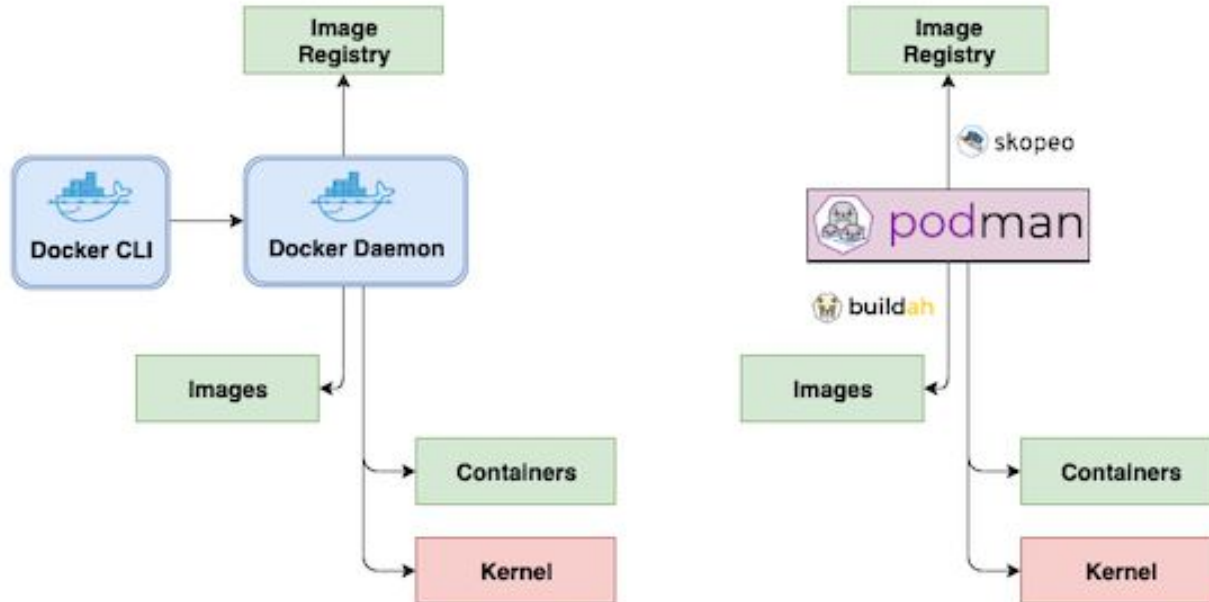 Image
Registry
Docker CLI
Docker Daemon
Images
Containers
Kernel
Image
Registry
skopeo
podman
buildah
Images
Containers
Kernel